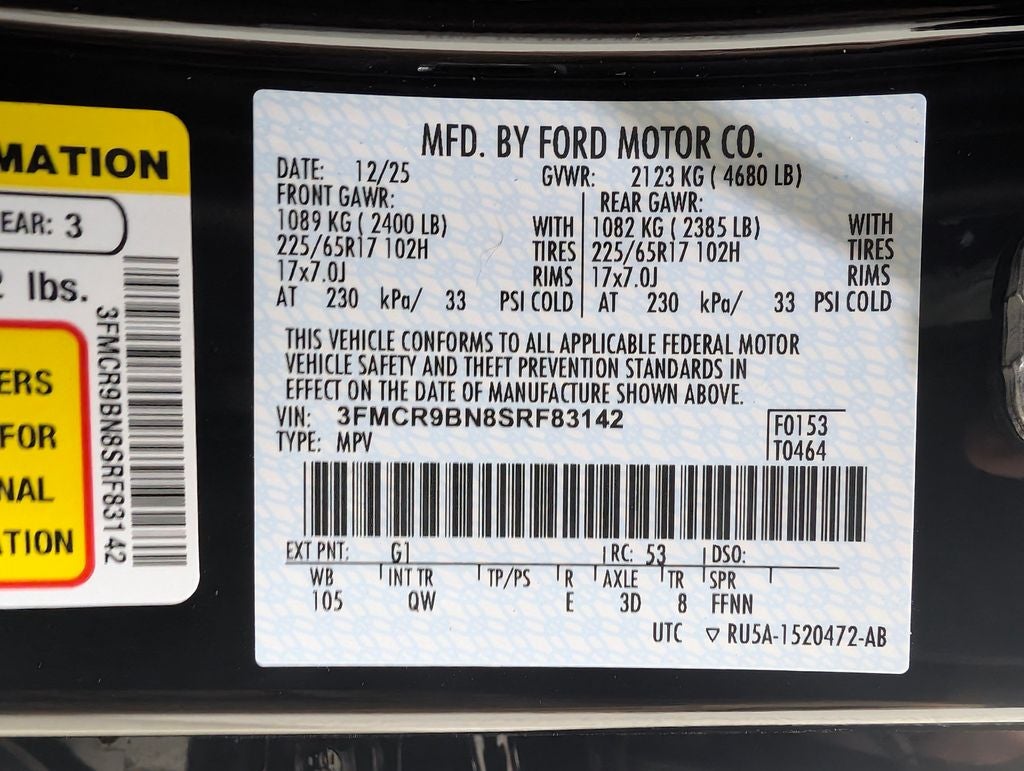 MATION
EAR: 3
lbs.
ERS
FOR
NAL
TION
3FMCR9BN8SRF83142
MFD. BY FORD MOTOR CO.
DATE: 12/25 GVWR: 2123 KG ( 4680 LB)
FRONT GAWR: REAR GAWR:
1089 KG ( 2400 LB) WITH 1082 KG ( 2385 LB) WITH
225/65R17 102H TIRES 225/65R17 102H TIRES
17x7.0J RIMS 17x7.0J RIMS
AT 230 kPa/ 33 PSI COLD AT 230 kPa/ 33 PSI COLD
THIS VEHICLE CONFORMS TO ALL APPLICABLE FEDERAL MOTOR
VEHICLE SAFETY AND THEFT PREVENTION STANDARDS IN
EFFECT ON THE DATE OF MANUFACTURE SHOWN ABOVE.
VIN: 3FMCR9BN8SRF83142 F0153
TYPE: MPV T0464
EXT PNT: G1 RC: 53 DSO:
WB INT TR TP/PS R AXLE TR SPR
105 QW E 3D 8 FFNN
UTC ▽ RU5A-1520472-AB